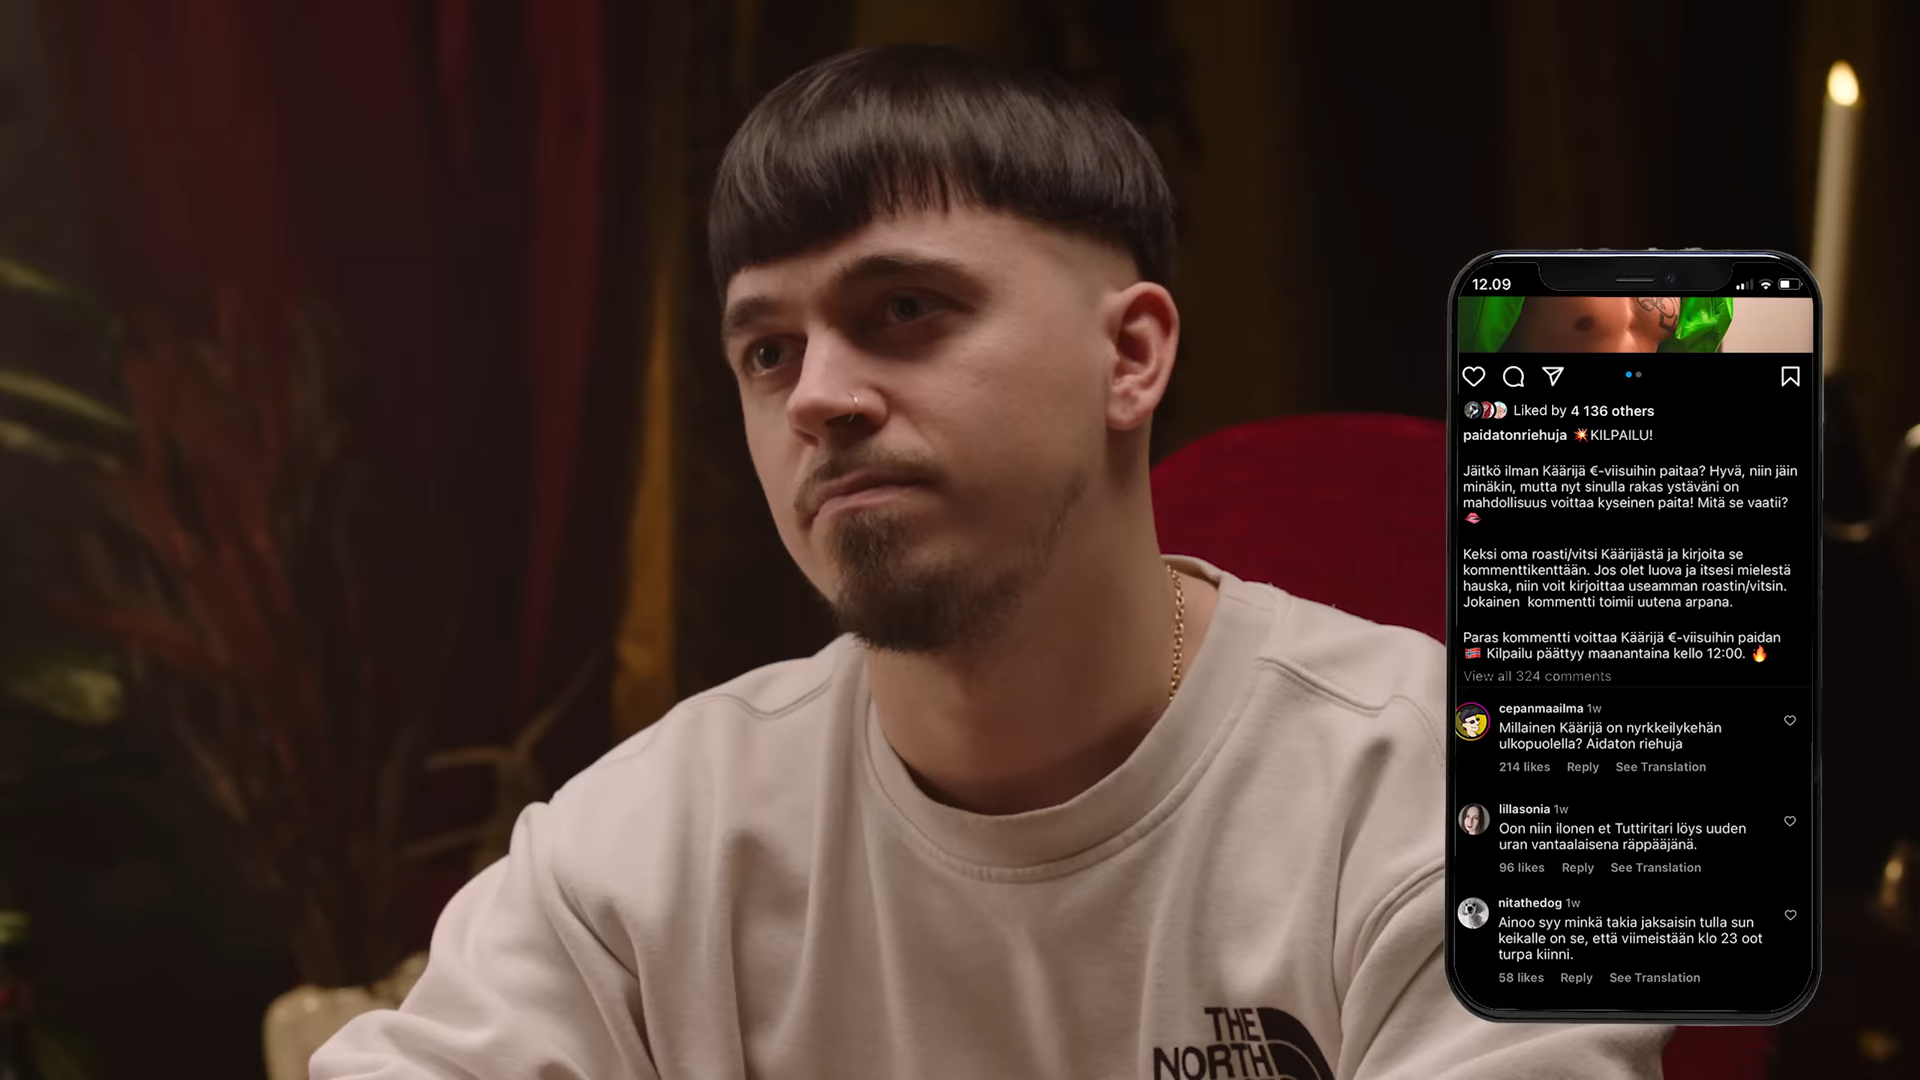 12.09
Liked by 4 136 others
paidatonriehuja 💥KILPAILU!
Jäitkö ilman Käärijä €-viisuihin paitaa? Hyvä, niin jäin
minäkin, mutta nyt sinulla rakas ystäväni on
mahdollisuus voittaa kyseinen paita! Mitä se vaatii?
🫦
Keksi oma roasti/vitsi Käärijästä ja kirjoita se
kommenttikenttään. Jos olet luova ja itsesi mielestä
hauska, niin voit kirjoittaa useamman roastin/vitsin.
Jokainen kommentti toimii uutena arpana.
Paras kommentti voittaa Käärijä €-viisuihin paidan
🇳🇴 Kilpailu päättyy maanantaina kello 12:00. 🔥
View all 324 comments
cepanmaailma 1w
Millainen Käärijä on nyrkkeilykehän
ulkopuolella? Aidaton riehuja
214 likes Reply See Translation
lillasonia 1w
Oon niin ilonen et Tuttiritari löys uuden
uran vantaalaisena räppääjänä.
96 likes Reply See Translation
nitathedog 1w
Ainoo syy minkä takia jaksaisin tulla sun
keikalle on se, että viimeistään klo 23 oot
turpa kiinni.
58 likes Reply See Translation
THE
NORTH